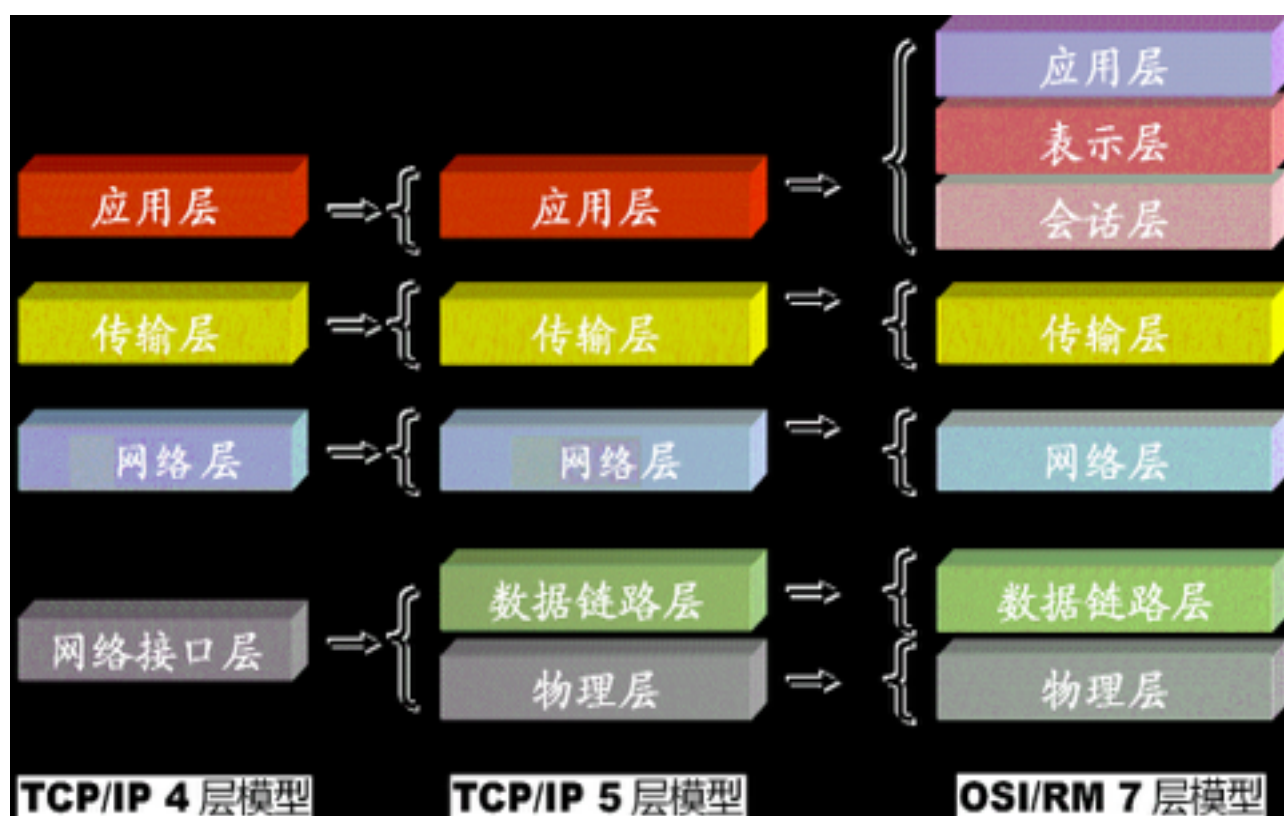 应用层
传输层
网络层
网络接口层
TCP/IP 4 层模型
应用层
传输层
网络层
数据链路层
物理层
TCP/IP 5 层模型
应用层
表示层
会话层
传输层
网络层
数据链路层
物理层
OSI/RM 7 层模型